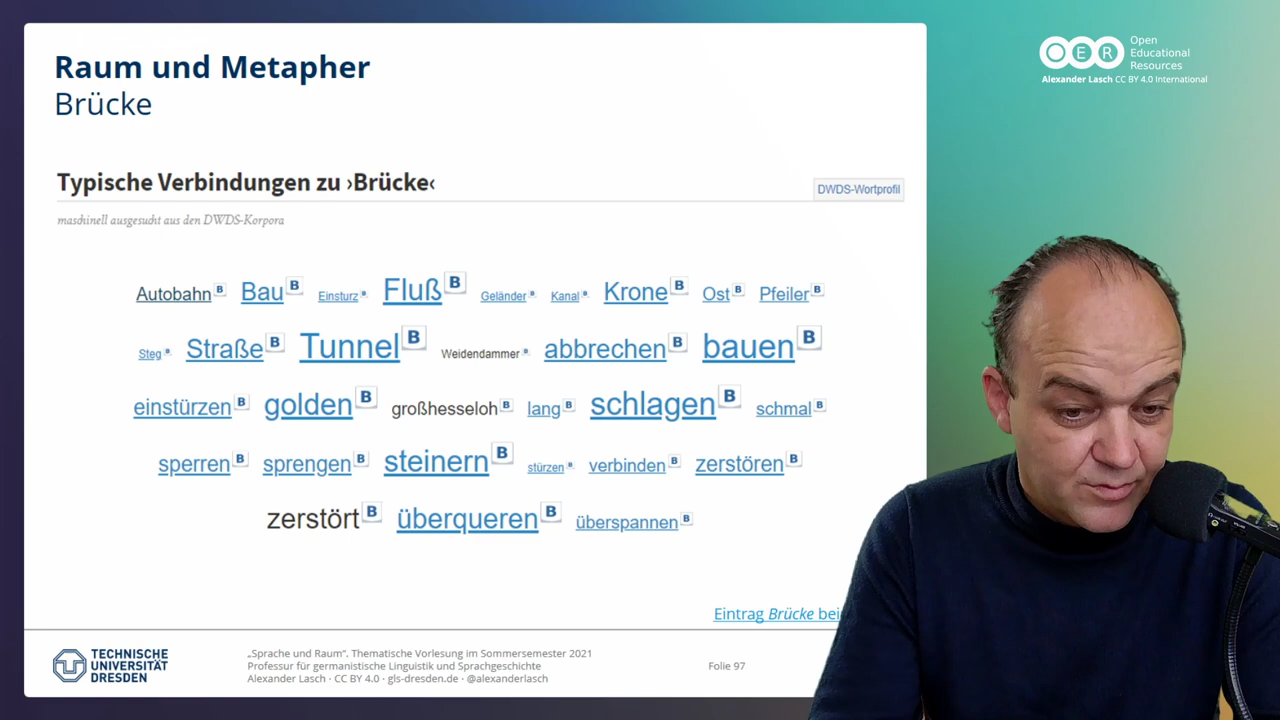 Raum und Metapher
Brücke
Typische Verbindungen zu ›Brücke‹
DWDS-Wortprofil
maschinell ausgesucht aus den DWDS-Korpora
Autobahn B Bau B Einsturz B Fluß B Geländer B Kanal B Krone B Ost B Pfeiler B
Steg B Straße B Tunnel B Weidendammer B abbrechen B bauen B
einstürzen B golden B großhesseloh B lang B schlagen B schmal B
sperren B sprengen B steinern B stürzen B verbinden B zerstören B
zerstört B überqueren B überspannen B
Eintrag Brücke bei
TECHNISCHE
UNIVERSITÄT
DRESDEN
„Sprache und Raum“. Thematische Vorlesung im Sommersemester 2021
Professur für germanistische Linguistik und Sprachgeschichte
Alexander Lasch · CC BY 4.0 · gls-dresden.de · @alexanderlasch
Folie 97
OER
Open
Educational
Resources
Alexander Lasch CC BY 4.0 International